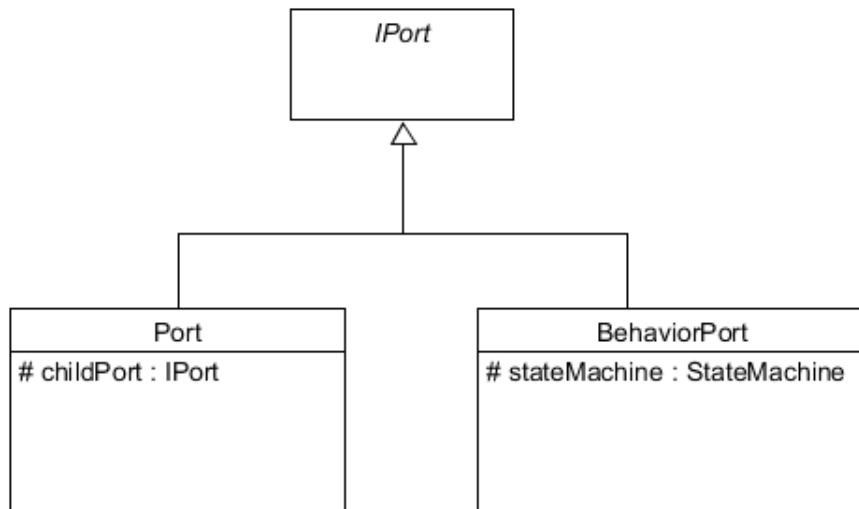 IPort
Port
# childPort : IPort
BehaviorPort
# stateMachine : StateMachine